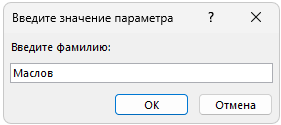 Введите значение параметра ? ×
Введите фамилию:
Маслов
ОК Отмена